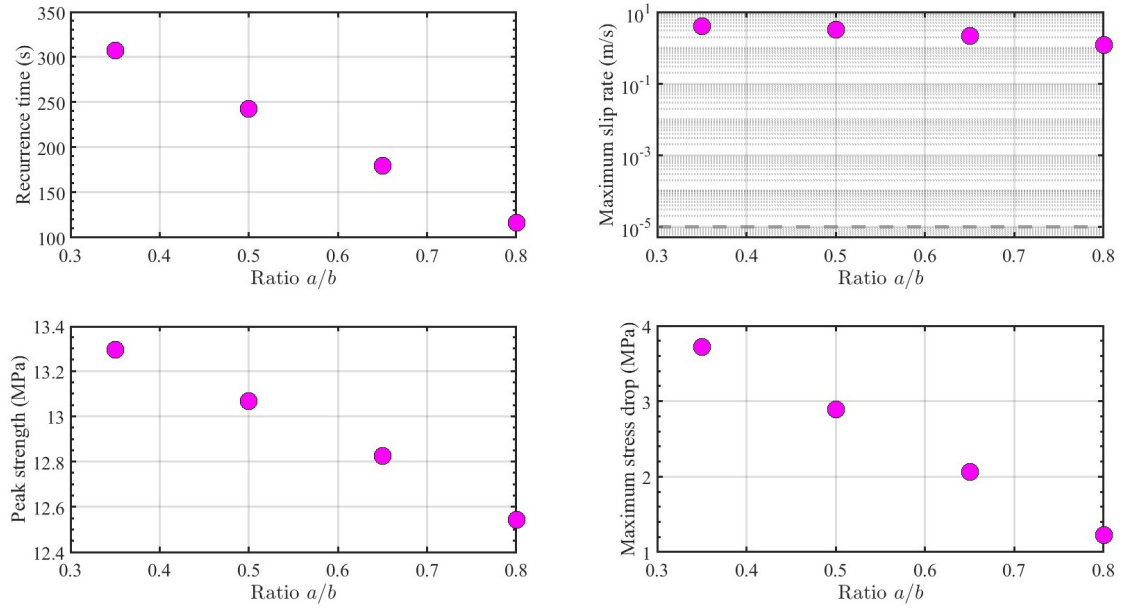 350
300
250
200
150
100
Recurrence time (s)
0.3 0.4 0.5 0.6 0.7 0.8
Ratio a/b
10^1
10^-1
10^-3
10^-5
Maximum slip rate (m/s)
0.3 0.4 0.5 0.6 0.7 0.8
Ratio a/b
13.4
13.2
13
12.8
12.6
12.4
Peak strength (MPa)
0.3 0.4 0.5 0.6 0.7 0.8
Ratio a/b
4
3
2
1
Maximum stress drop (MPa)
0.3 0.4 0.5 0.6 0.7 0.8
Ratio a/b